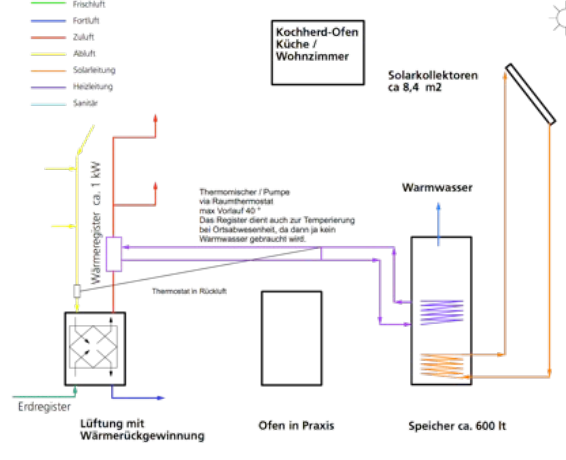 Frischluft
Fortluft
Zuluft
Abluft
Solarleitung
Heizleitung
Sanitär
Kochherd-Ofen
Küche /
Wohnzimmer
Solarkollektoren
ca 8,4 m2
Wärmeregister ca. 1 kW
Thermomischer / Pumpe
via Raumthermostat
max Vorlauf 40 °
Das Register dient auch zur Temperierung
bei Ortsabwesenheit, da dann ja kein
Warmwasser gebraucht wird.
Warmwasser
Thermostat in Rückluft
Erdregister
Lüftung mit
Wärmerückgewinnung
Ofen in Praxis
Speicher ca. 600 lt